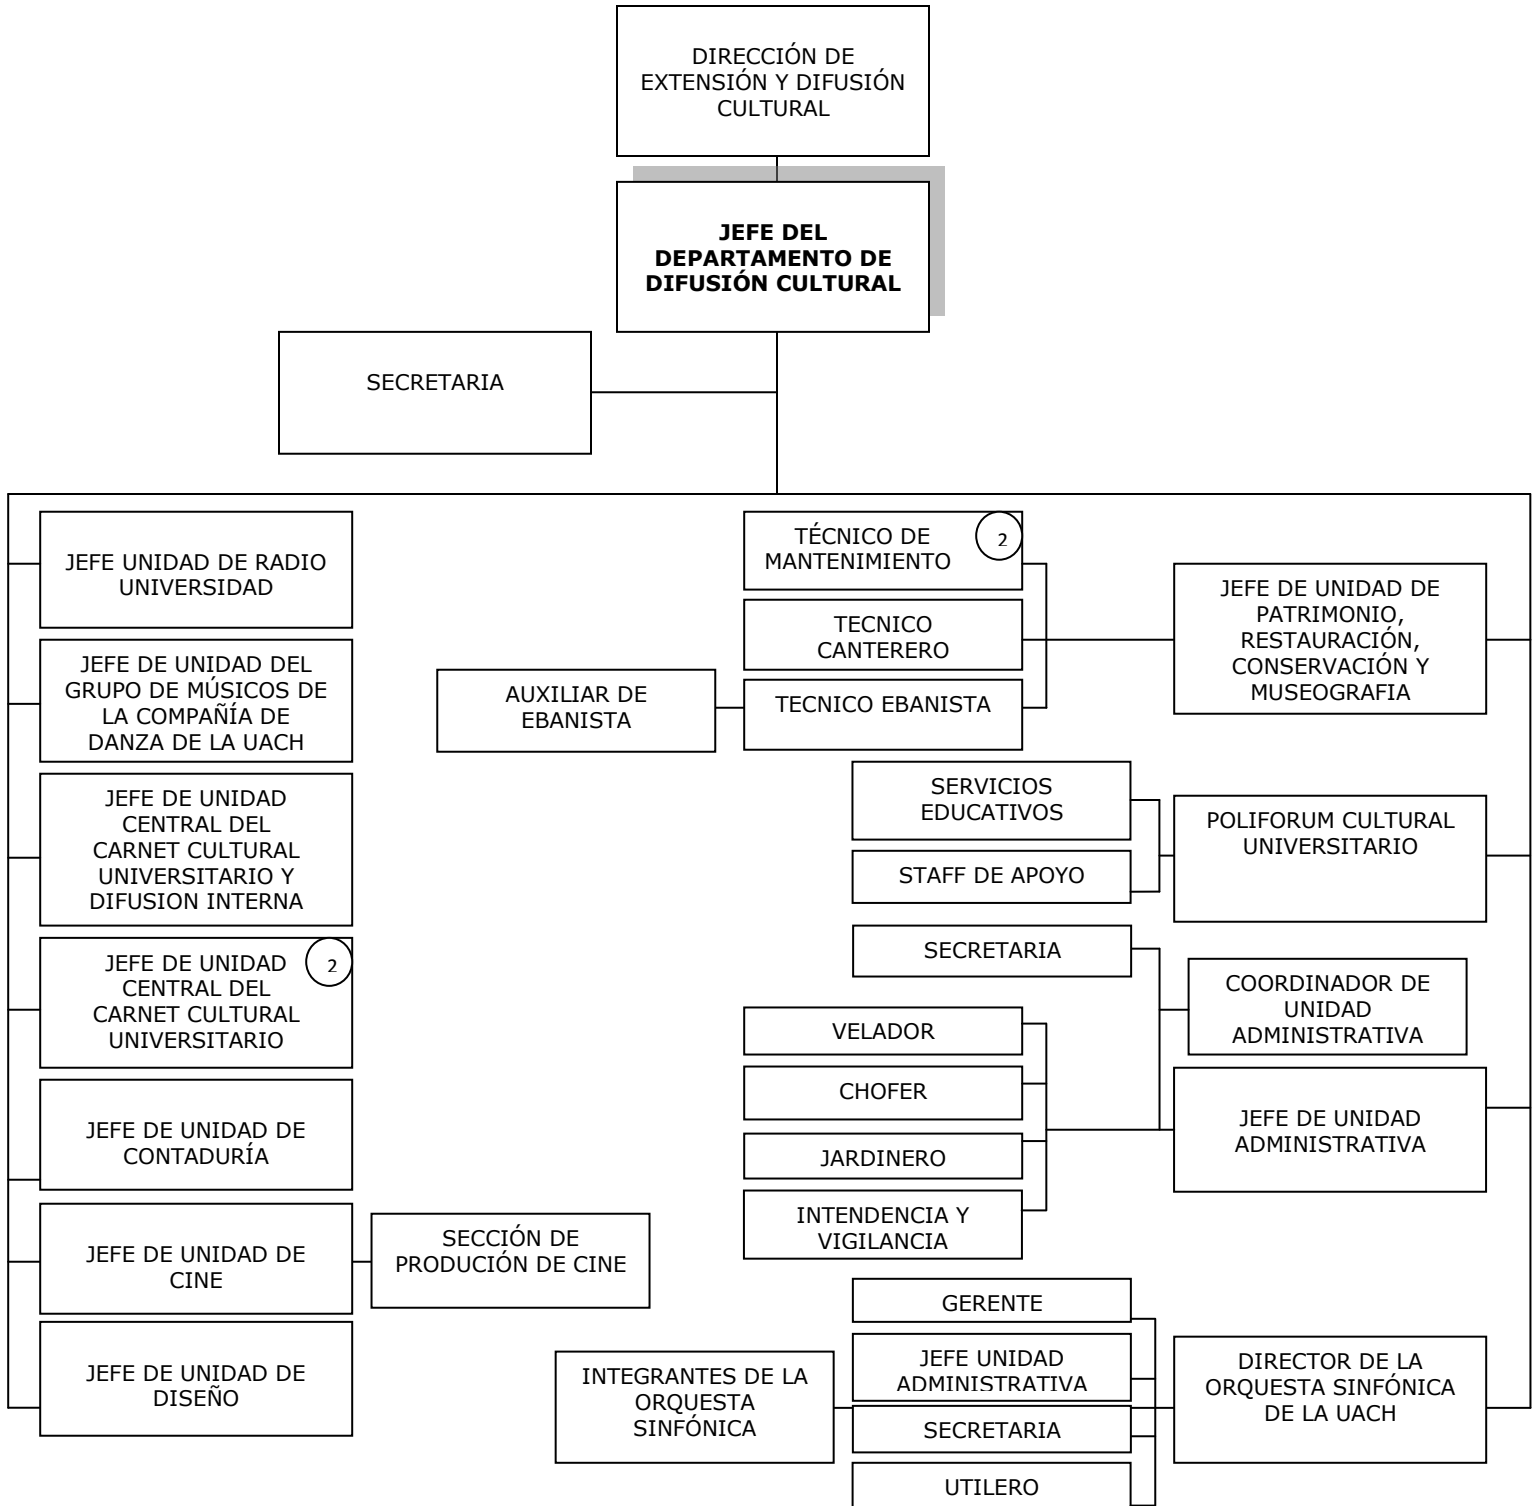 DIRECCIÓN DE
EXTENSIÓN Y DIFUSIÓN
CULTURAL
JEFE DEL
DEPARTAMENTO DE
DIFUSIÓN CULTURAL
SECRETARIA
JEFE UNIDAD DE RADIO
UNIVERSIDAD
JEFE DE UNIDAD DEL
GRUPO DE MÚSICOS DE
LA COMPAÑÍA DE
DANZA DE LA UACH
JEFE DE UNIDAD
CENTRAL DEL
CARNET CULTURAL
UNIVERSITARIO Y
DIFUSION INTERNA
JEFE DE UNIDAD
CENTRAL DEL
CARNET CULTURAL
UNIVERSITARIO
2
JEFE DE UNIDAD DE
CONTADURÍA
JEFE DE UNIDAD DE
CINE
SECCIÓN DE
PRODUCIÓN DE CINE
JEFE DE UNIDAD DE
DISEÑO
TÉCNICO DE
MANTENIMIENTO
2
TECNICO
CANTERERO
TECNICO EBANISTA
AUXILIAR DE
EBANISTA
JEFE DE UNIDAD DE
PATRIMONIO,
RESTAURACIÓN,
CONSERVACIÓN Y
MUSEOGRAFIA
SERVICIOS
EDUCATIVOS
STAFF DE APOYO
POLIFORUM CULTURAL
UNIVERSITARIO
SECRETARIA
COORDINADOR DE
UNIDAD
ADMINISTRATIVA
VELADOR
CHOFER
JARDINERO
INTENDENCIA Y
VIGILANCIA
JEFE DE UNIDAD
ADMINISTRATIVA
GERENTE
JEFE UNIDAD
ADMINISTRATIVA
SECRETARIA
UTILERO
INTEGRANTES DE LA
ORQUESTA
SINFÓNICA
DIRECTOR DE LA
ORQUESTA SINFÓNICA
DE LA UACH